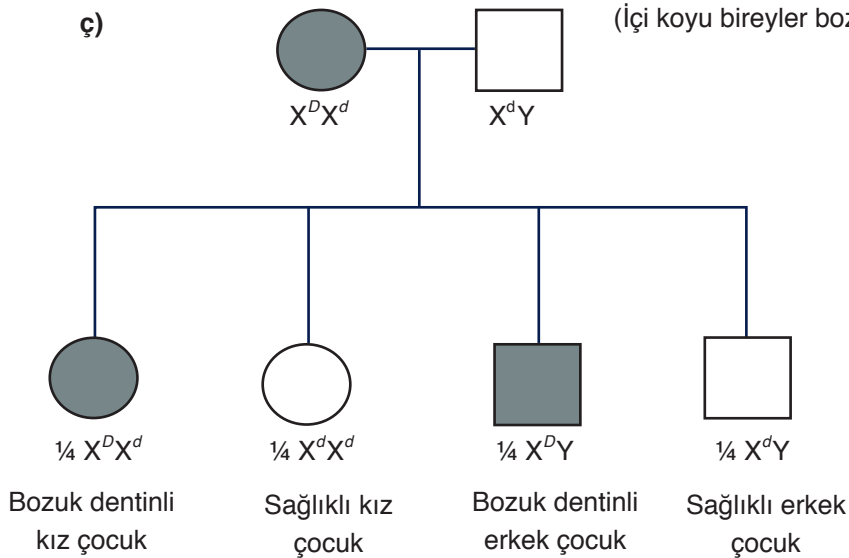 ç)
(İçi koyu bireyler
X^D X^d
X^d Y
¼ X^D X^d
¼ X^d X^d
¼ X^D Y
¼ X^d Y
Bozuk dentinli
kız çocuk
Sağlıklı kız
çocuk
Bozuk dentinli
erkek çocuk
Sağlıklı erkek
çocuk